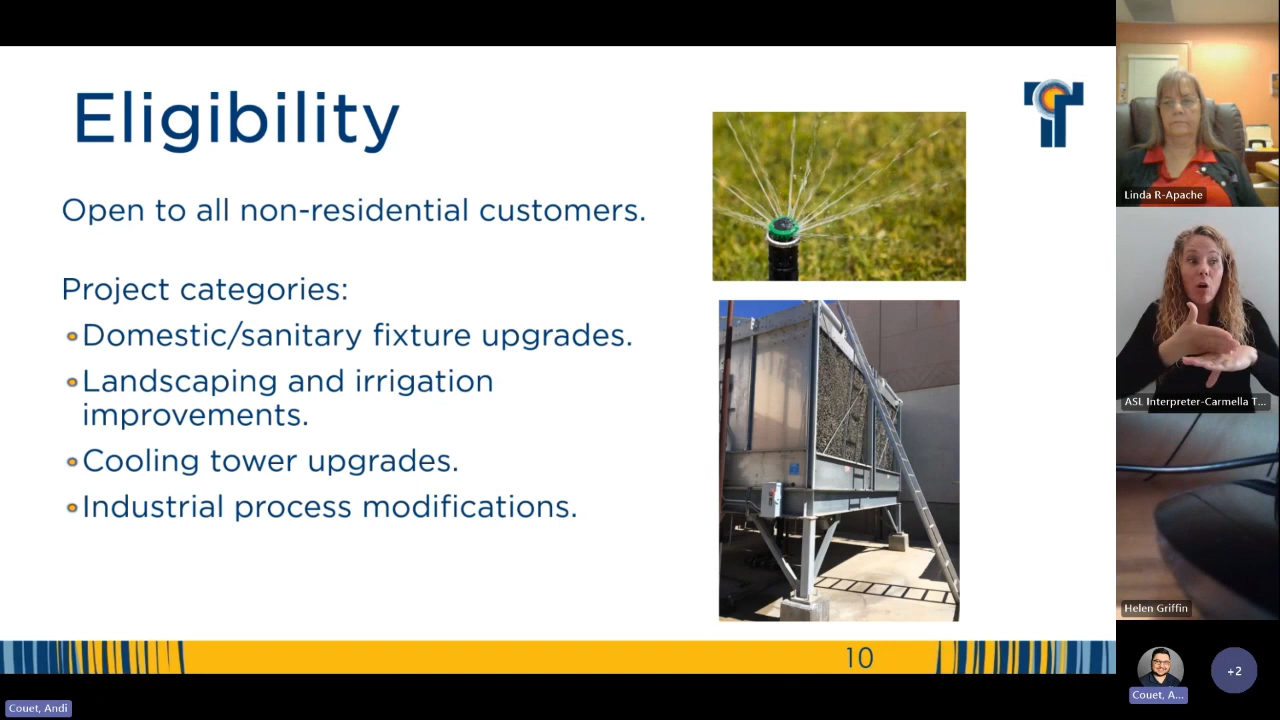 Eligibility
Open to all non-residential customers.
Project categories:
Domestic/sanitary fixture upgrades.
Landscaping and irrigation
improvements.
Cooling tower upgrades.
Industrial process modifications.
10
Couet, Andi
Linda R-Apache
ASL Interpreter-Carmella T...
Helen Griffin
Couet, A...
+2